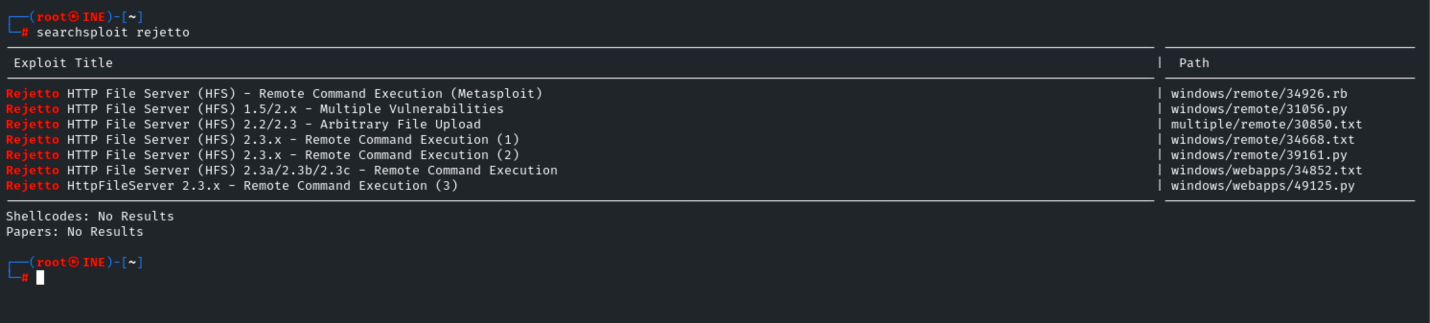 (root㉿INE)-[~]
# searchsploit rejetto
Exploit Title | Path
Rejetto HTTP File Server (HFS) - Remote Command Execution (Metasploit) | windows/remote/34926.rb
Rejetto HTTP File Server (HFS) 1.5/2.x - Multiple Vulnerabilities | windows/remote/31056.py
Rejetto HTTP File Server (HFS) 2.2/2.3 - Arbitrary File Upload | multiple/remote/30850.txt
Rejetto HTTP File Server (HFS) 2.3.x - Remote Command Execution (1) | windows/remote/34668.txt
Rejetto HTTP File Server (HFS) 2.3.x - Remote Command Execution (2) | windows/remote/39161.py
Rejetto HTTP File Server (HFS) 2.3a/2.3b/2.3c - Remote Command Execution | windows/webapps/34852.txt
Rejetto HttpFileServer 2.3.x - Remote Command Execution (3) | windows/webapps/49125.py
Shellcodes: No Results
Papers: No Results
(root㉿INE)-[~]
#